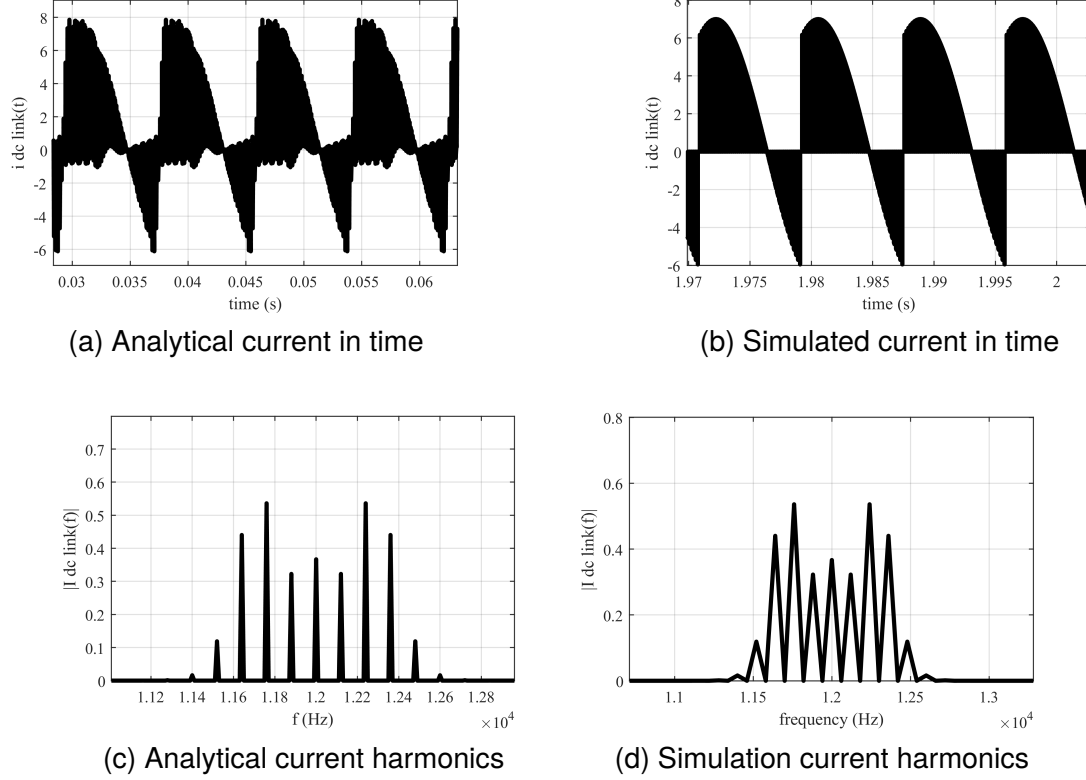 8
6
4
2
0
-2
-4
-6
i dc link(t)
0.03 0.035 0.04 0.045 0.05 0.055 0.06
time (s)
(a) Analytical current in time
8
6
4
2
0
-2
-4
-6
i dc link(t)
1.97 1.975 1.98 1.985 1.99 1.995 2
time (s)
(b) Simulated current in time
0.7
0.6
0.5
0.4
0.3
0.2
0.1
0
|I dc link(f)|
1.12 1.14 1.16 1.18 1.2 1.22 1.24 1.26 1.28
f (Hz)
×10⁴
(c) Analytical current harmonics
0.8
0.6
0.4
0.2
0
|I dc link(f)|
1.1 1.15 1.2 1.25 1.3
frequency (Hz)
×10⁴
(d) Simulation current harmonics